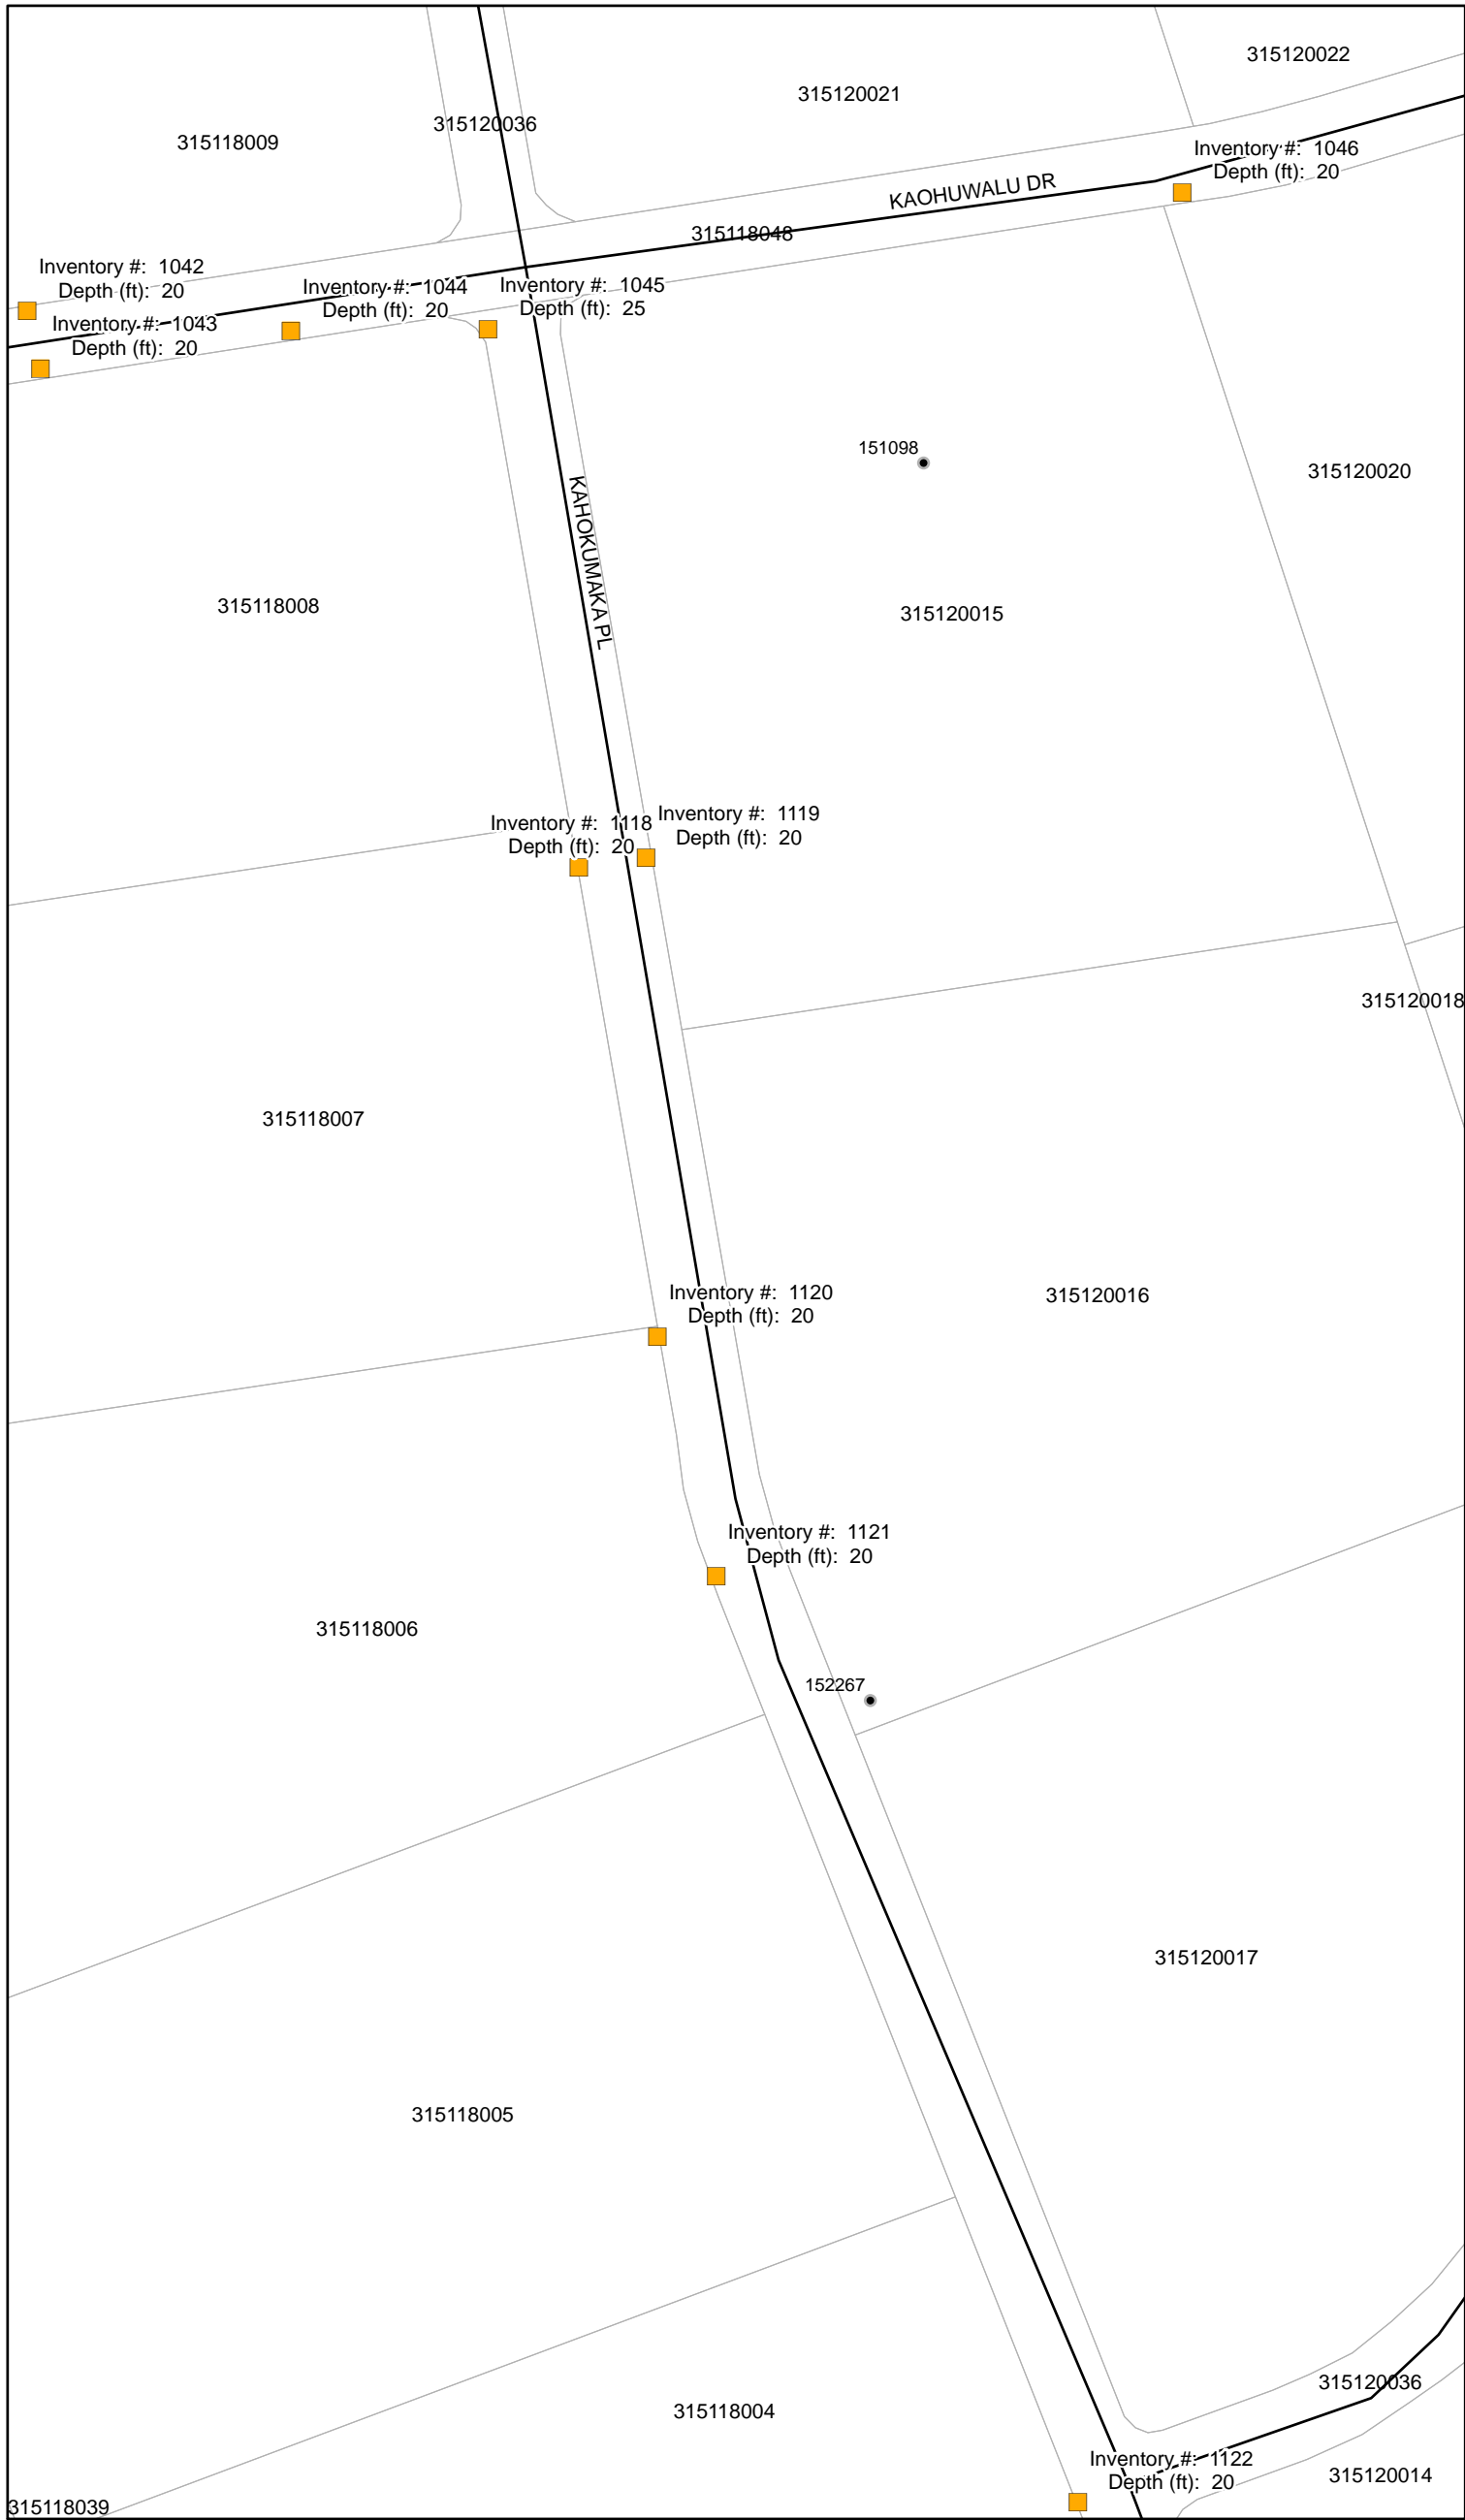 315120022
315120021
315120036
315118009
Inventory #: 1046
Depth (ft): 20
KAOHUWALU DR
315118048
Inventory #: 1042
Depth (ft): 20
Inventory #: 1044
Depth (ft): 20
Inventory #: 1045
Depth (ft): 25
Inventory #: 1043
Depth (ft): 20
151098
315120020
KAHOKUMAKA PL
315118008
315120015
Inventory #: 1118
Depth (ft): 20
Inventory #: 1119
Depth (ft): 20
315120018
315118007
Inventory #: 1120
Depth (ft): 20
315120016
Inventory #: 1121
Depth (ft): 20
315118006
152267
315120017
315118005
315120036
315118004
Inventory #: 1122
Depth (ft): 20
315120014
315118039